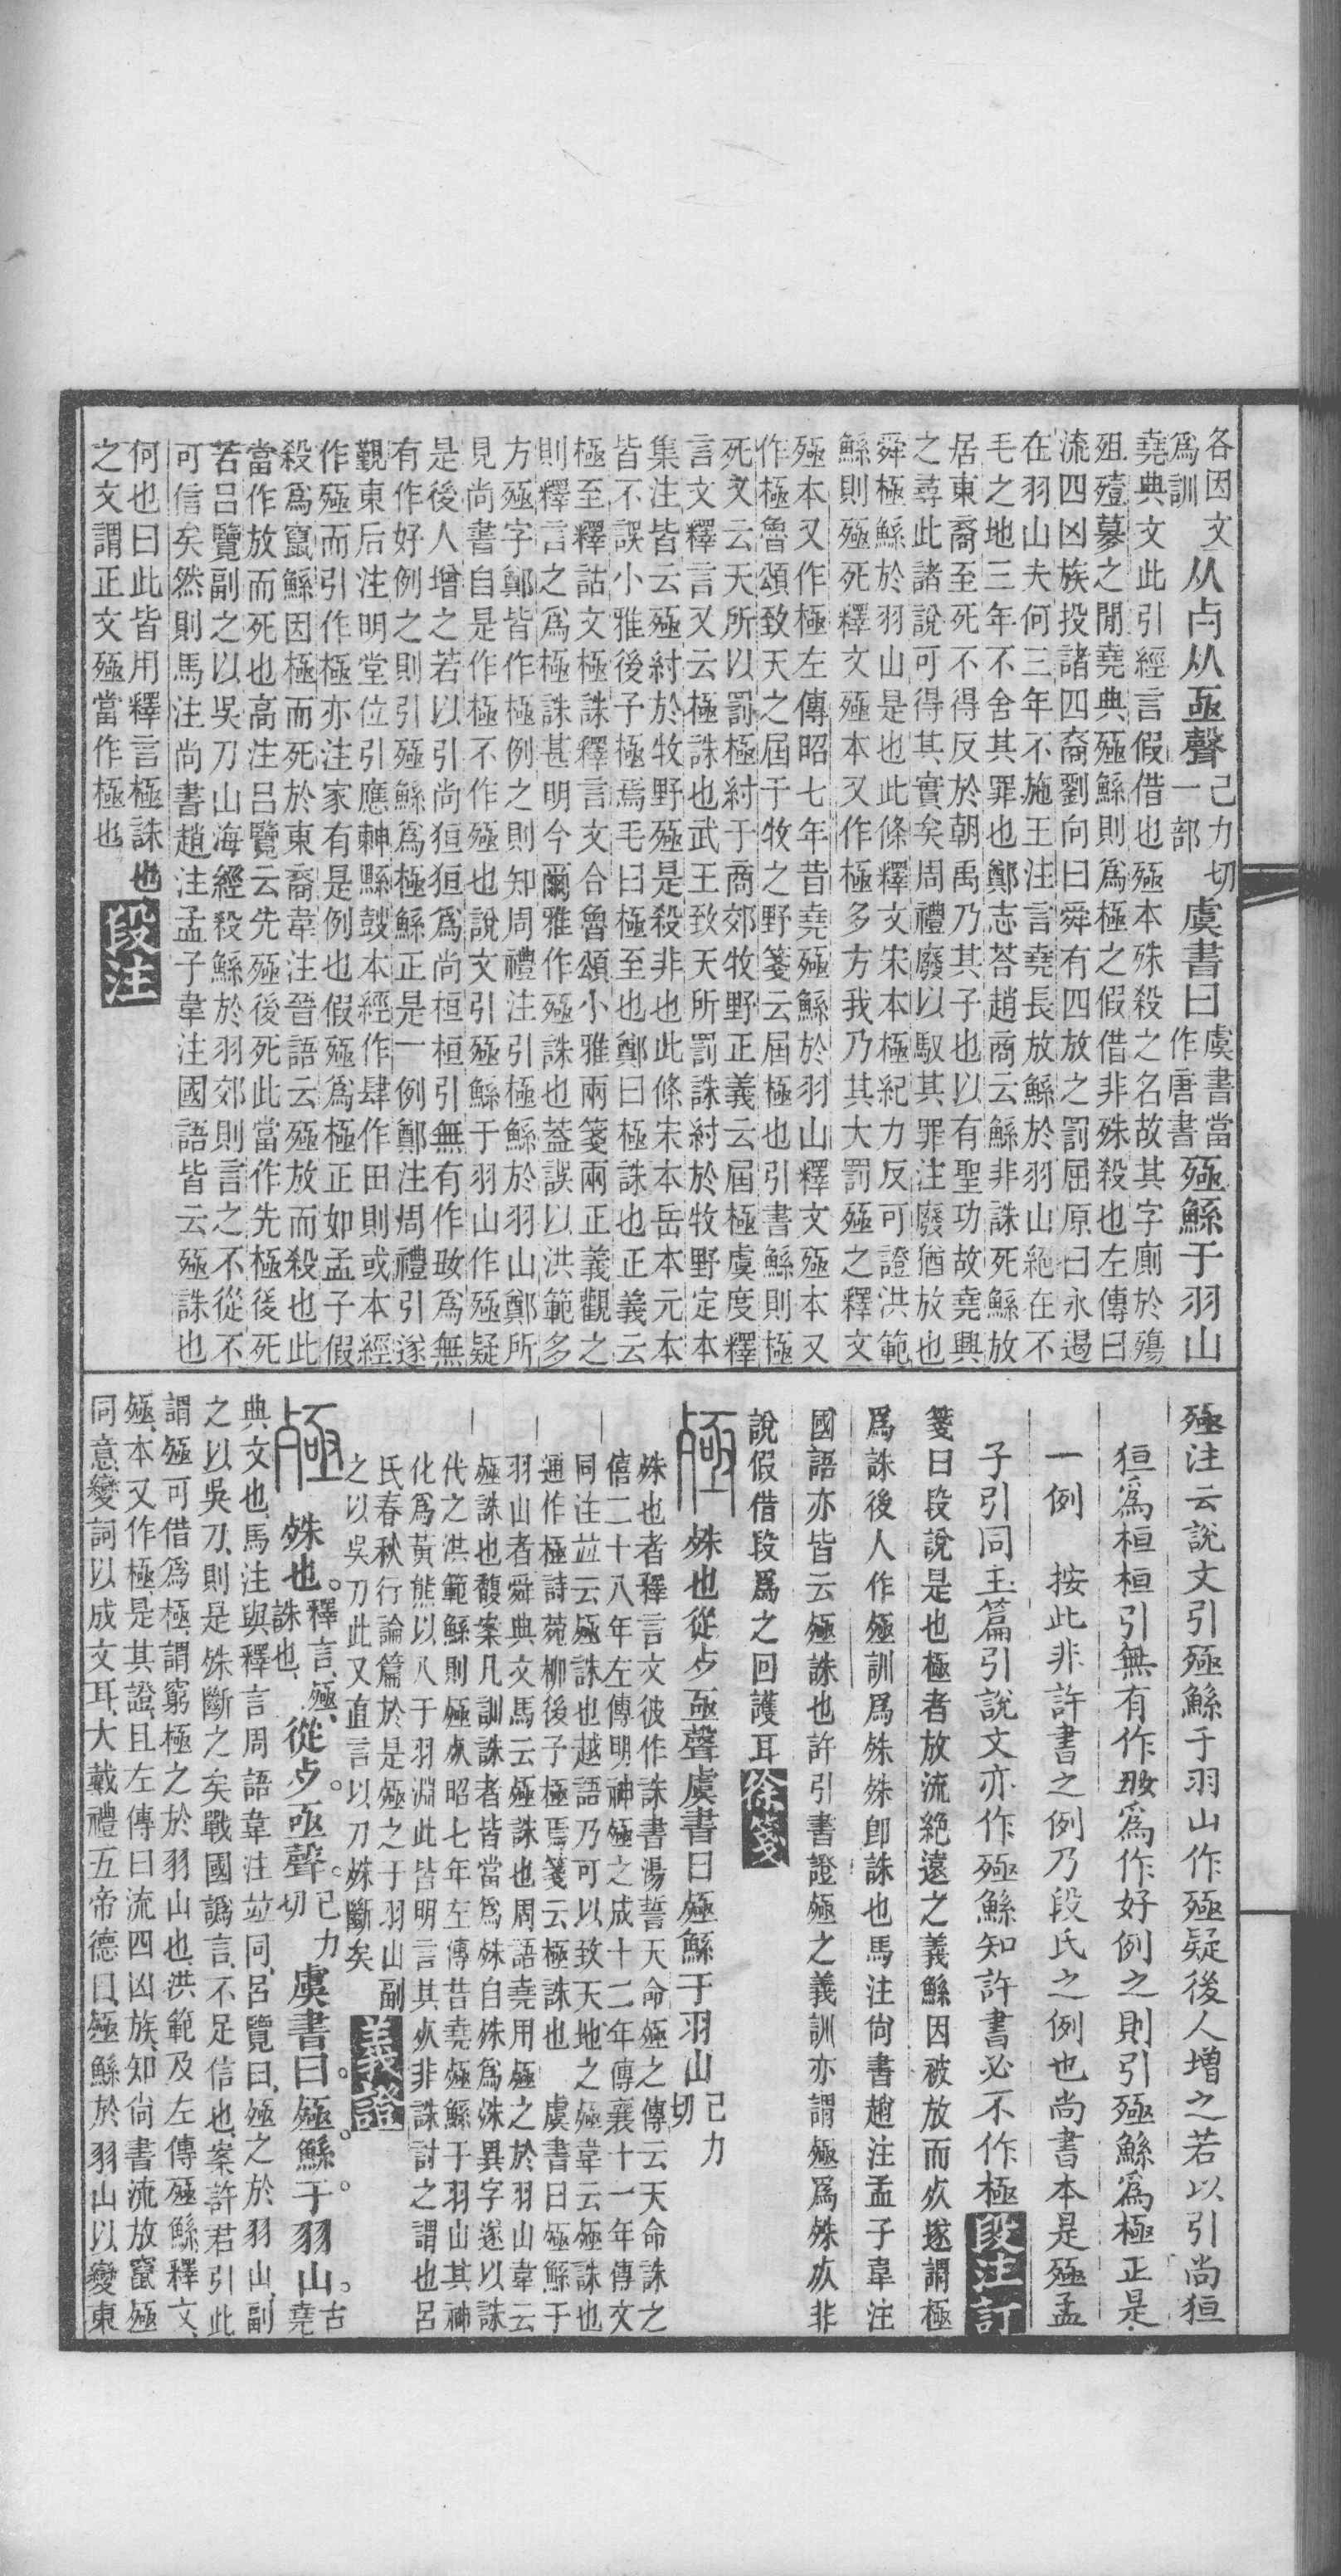 各因文
爲訓
从歺从亟聲
己力切
一部
虞書曰
虞書當
作唐書
殛鯀于羽山
堯典文此引經言假借也殛本殊殺之名故其字廁於殤
殂殪𣩊之閒堯典殛鯀則爲極之假借非殊殺也左傳曰
流四凶族投諸四裔劉向曰舜有四放之罰屈原曰永遏
在羽山夫何三年不施王注言堯長放鯀於羽山絶在不
毛之地三年不舍其罪也鄭志荅趙商云鯀非誅死鯀放
居東裔至死不得反於朝禹乃其子也以有聖功故堯興
之尋此諸說可得其實矣周禮廢以馭其罪注廢猶放也
舜極鯀於羽山是也此條釋文宋本極紀力反可證洪範
鯀則殛死釋文殛本又作極多方我乃其大罰殛之釋文
殛本又作極左傳昭七年昔堯殛鯀於羽山釋文殛本又
作極魯頌致天之屆于牧之野箋云屆極也引書鯀則極
死文云天所以罰極紂于商郊牧野正義云屆極虞度釋
言文釋言又云極誅也武王致天所罰誅紂於牧野定本
集注皆云殛紂於牧野殛是殺非也此條宋本岳本元本
皆不誤小雅後予極焉毛曰極至也鄭曰極誅也正義云
極至釋詁文極誅釋言文合魯頌小雅兩箋兩正義觀之
則釋言之爲極誅甚明今爾雅作殛誅也蓋誤以洪範多
方殛字鄭皆作極例之則知周禮注引極鯀於羽山鄭所
見尚書自是作極不作殛也說文引殛鯀于羽山作殛疑
是後人增之若以引尚狟狟爲尚桓桓引無有作𡚽爲無
有作好例之則引殛鯀爲極鯀正是一例鄭注周禮引遂
覲東后注明堂位引應𣌾縣鼓本經作肆作田則或本經
作殛而引作極亦注家有是例也假殛爲極正如孟子假
殺爲竄鯀因極而死於東裔韋注晉語云殛放而殺也此
當作放而死也高注呂覽云先殛後死此當作先極後死
若呂覽副之以吳刀山海經殺鯀於羽郊則言之不從不
可信矣然則馬注尚書趙注孟子韋注國語皆云殛誅也
何也曰此皆用釋言極誅也
之文謂正文殛當作極也
段注
殛注云說文引殛鯀于羽山作殛疑後人增之若以引尚狟
狟爲桓桓引無有作𡚽爲作好例之則引殛鯀爲極正是
一例　按此非許書之例乃段氏之例也尚書本是殛孟
子引同玉篇引說文亦作殛鯀知許書必不作極
段注訂
箋曰段說是也極者放流絶遠之義鯀因被放而死遂謂極
爲誅後人作殛訓爲殊殊卽誅也馬注尙書趙注孟子韋注
國語亦皆云殛誅也許引書證殛之義訓亦謂殛爲殊死非
說假借段爲之回護耳
徐箋
殛
殊也從歺亟聲虞書曰殛鯀于羽山
己力
切
殊也者釋言文彼作誅書湯誓天命殛之傳云天命誅之
僖二十八年左傳明神殛之成十二年傳襄十一年傳文
同注竝云殛誅也越語乃可以致天地之殛韋云殛誅也
通作極詩菀柳後予極焉箋云極誅也　虞書曰殛鯀于
羽山者舜典文馬云殛誅也周語堯用殛之於羽山韋云
殛誅也馥案凡訓誅者皆當爲殊自殊爲殊異字遂以誅
代之洪範鯀則殛死昭七年左傳昔堯殛鯀于羽山其神
化爲黃熊以入于羽淵此皆明言其死非誅討之謂也呂
氏春秋行論篇於是殛之于羽山副
之以吳刀此又直言以刀殊斷矣
義證
殛
殊也。
釋言、殛、
誅也、
從歺。亟聲。
己力
切
虞書曰。殛鯀于羽山。
古堯
典文也、馬注與釋言周語韋注竝同、呂覽曰、殛之於羽山、副
之以吳刀、則是殊斷之矣戰國譌言、不足信也、案許君引此
謂殛可借爲極、謂窮極之於羽山也、洪範及左傳殛鯀釋文、
殛、本又作極、是其證、且左傳曰流四凶族、知尙書流放竄殛
同意、變詞以成文耳、大戴禮五帝德曰、殛鯀於羽山以變東